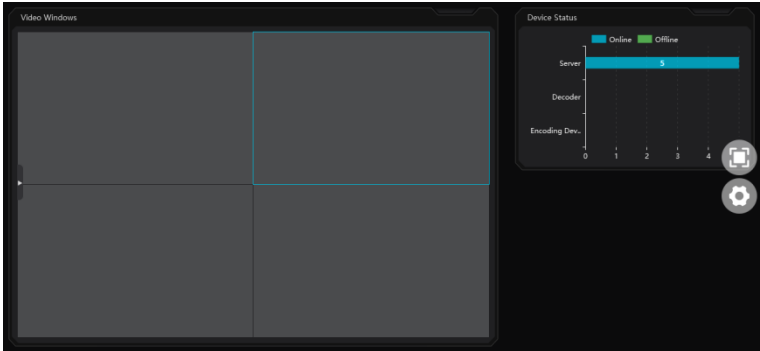 Video Windows
Device Status
Online Offline
Server 5
Decoder
Encoding Dev..
0 1 2 3 4